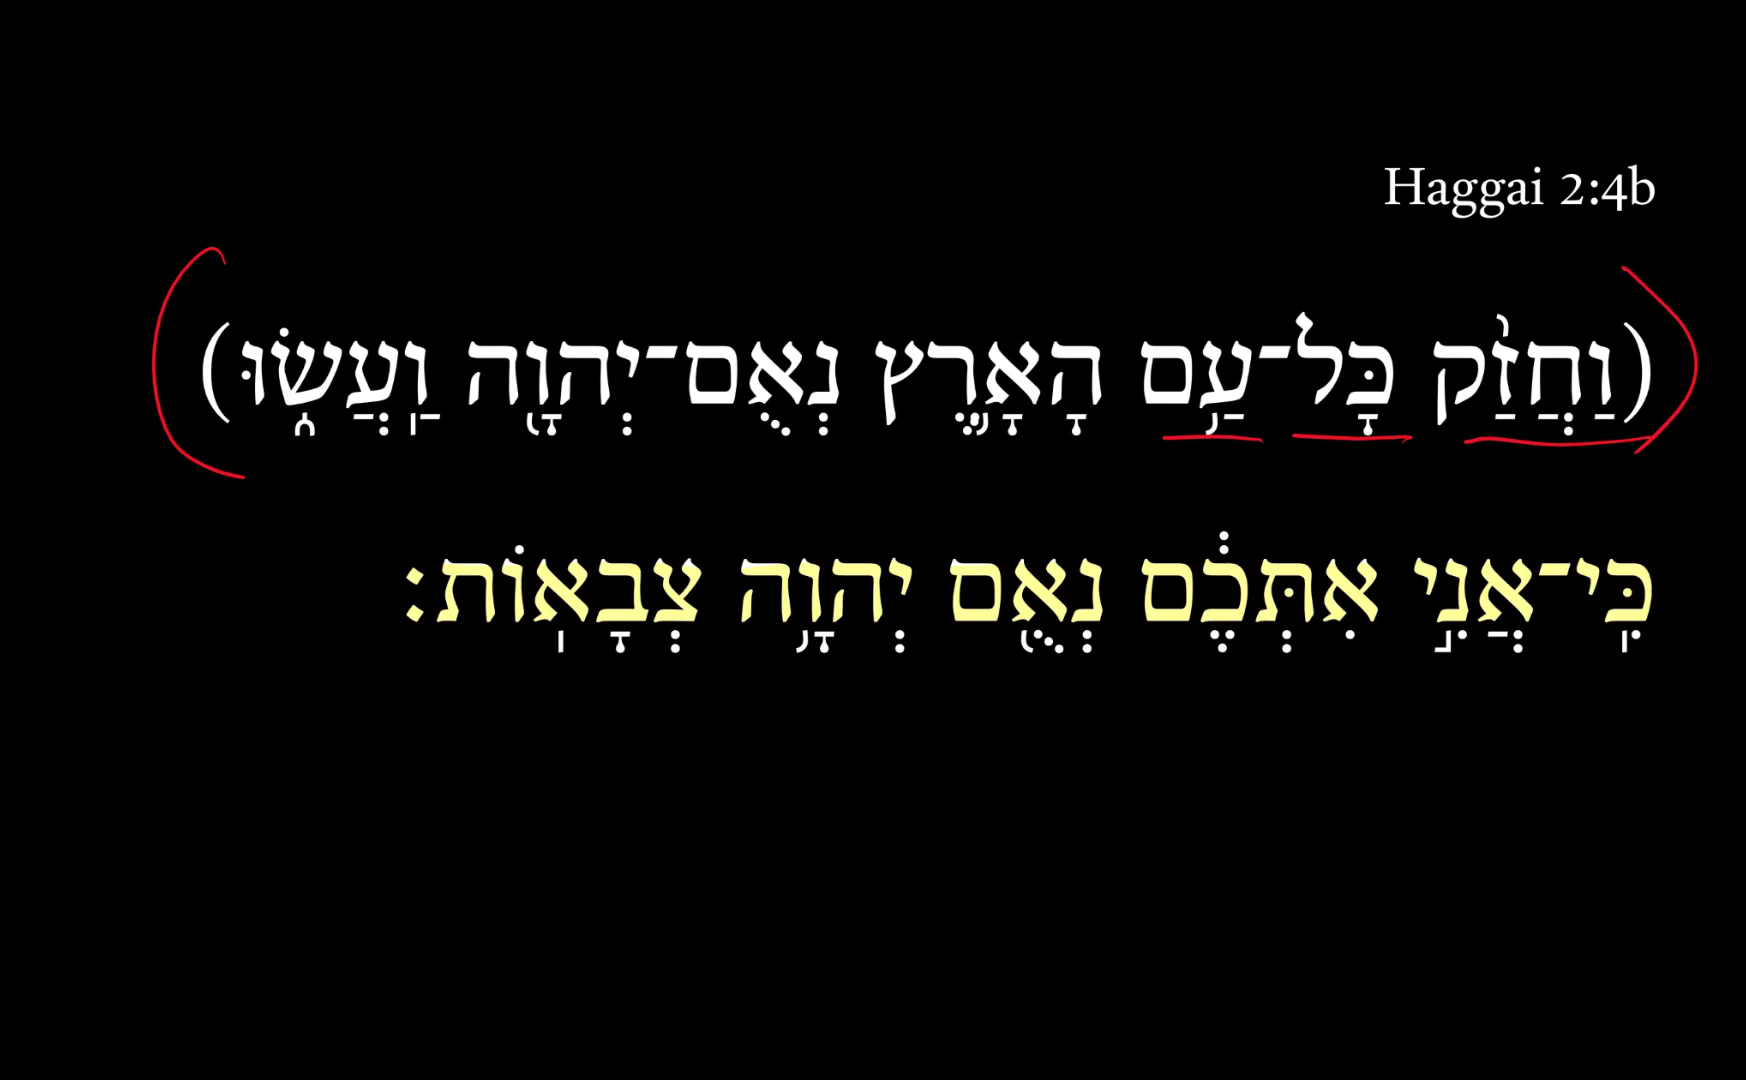 Haggai 2:4b
(וַחֲזַ֨ק כָּל־עַ֥ם הָאָ֛רֶץ נְאֻם־יְהוָ֖ה וַֽעֲשׂ֑וּ)
כִּֽי־אֲנִ֣י אִתְּכֶ֔ם נְאֻ֖ם יְהוָ֥ה צְבָאֽוֹת׃